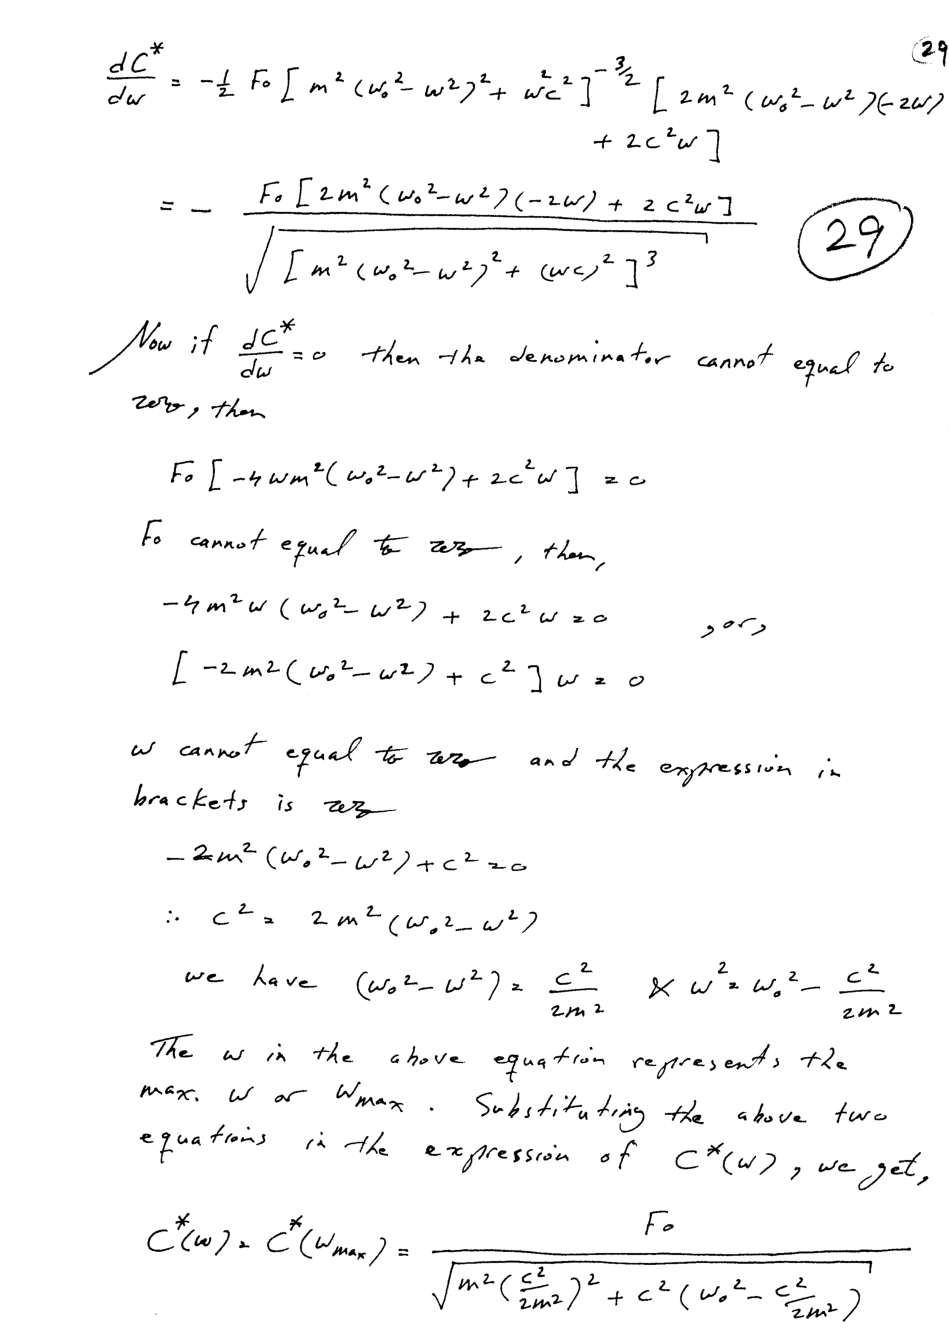 29
dC*/dw = -1/2 Fo [ m² (ω₀² - ω²)² + ω²c² ]^(-3/2) [ 2m² (ω₀² - ω²)(-2ω)
+ 2c²ω ]
= - Fo [ 2m² (ω₀² - ω²)(-2ω) + 2c²ω ] / √([ m² (ω₀² - ω²)² + (ωc)² ]³)
29
Now if dC*/dω = 0 then the denominator cannot equal to
zero, then
Fo [ -4ωm² (ω₀² - ω²) + 2c²ω ] = 0
Fo cannot equal to zero, then,
-4m²ω (ω₀² - ω²) + 2c²ω = 0 , or,
[ -2m² (ω₀² - ω²) + c² ] ω = 0
ω cannot equal to zero and the expression in
brackets is zero
-2m² (ω₀² - ω²) + c² = 0
∴ c² = 2m² (ω₀² - ω²)
we have (ω₀² - ω²) = c²/2m² & ω² = ω₀² - c²/2m²
The ω in the above equation represents the
max. ω or ωmax. Substituting the above two
equations in the expression of C*(ω), we get,
C*(ω) = C*(ωmax) = Fo / √(m² (c²/2m²)² + c² (ω₀² - c²/2m²))